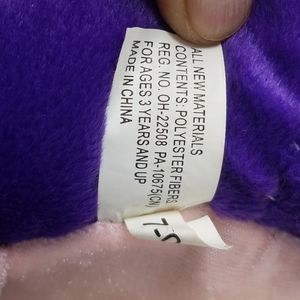 ALL NEW MATERIALS
CONTENTS: POLYESTER FIBERS
REG. NO. OH-22508 PA-10675(CN)
FOR AGES 3 YEARS AND UP
MADE IN CHINA